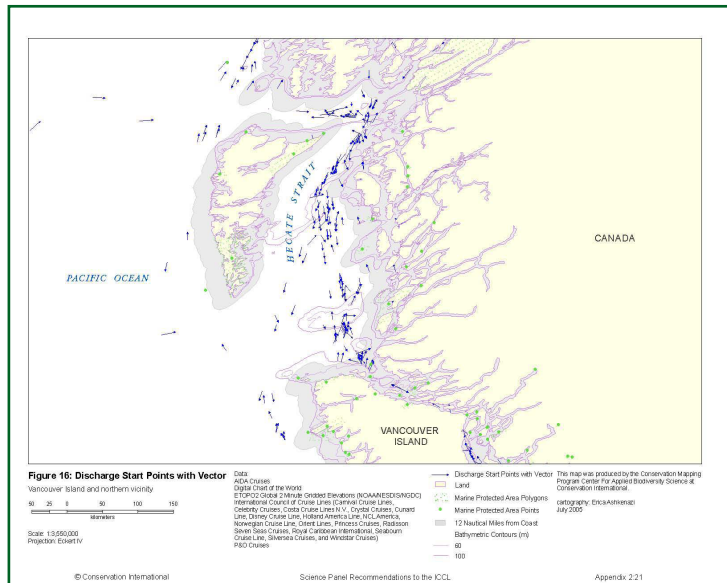 HECATE STRAIT
CANADA
PACIFIC OCEAN
VANCOUVER
ISLAND
Figure 16: Discharge Start Points with Vector
Vancouver Island and northern vicinity
50 25 0 50 100 150
kilometers
Scale: 1:3,550,000
Projection: Eckert IV
Data:
AIDA Cruises
Digital Chart of the World
ETOPO2 Global 2 Minute Gridded Elevations (NOAA/NESDIS/NGDC)
International Council of Cruise Lines (Carnival Cruise Lines,
Celebrity Cruises, Costa Cruise Lines N.V., Crystal Cruises, Cunard
Line, Disney Cruise Line, Holland America Line, NCL America,
Norwegian Cruise Line, Orient Lines, Princess Cruises, Radisson
Seven Seas Cruises, Royal Caribbean International, Seabourn
Cruise Line, Silversea Cruises, and Windstar Cruises)
P&O Cruises
Discharge Start Points with Vector
Land
Marine Protected Area Polygons
Marine Protected Area Points
12 Nautical Miles from Coast
Bathymetric Contours (m)
60
100
This map was produced by the Conservation Mapping
Program Center For Applied Biodiversity Science at
Conservation International.
cartography: Erica Ashkenazi
July 2005
© Conservation International
Science Panel Recommendations to the ICCL
Appendix 2:21